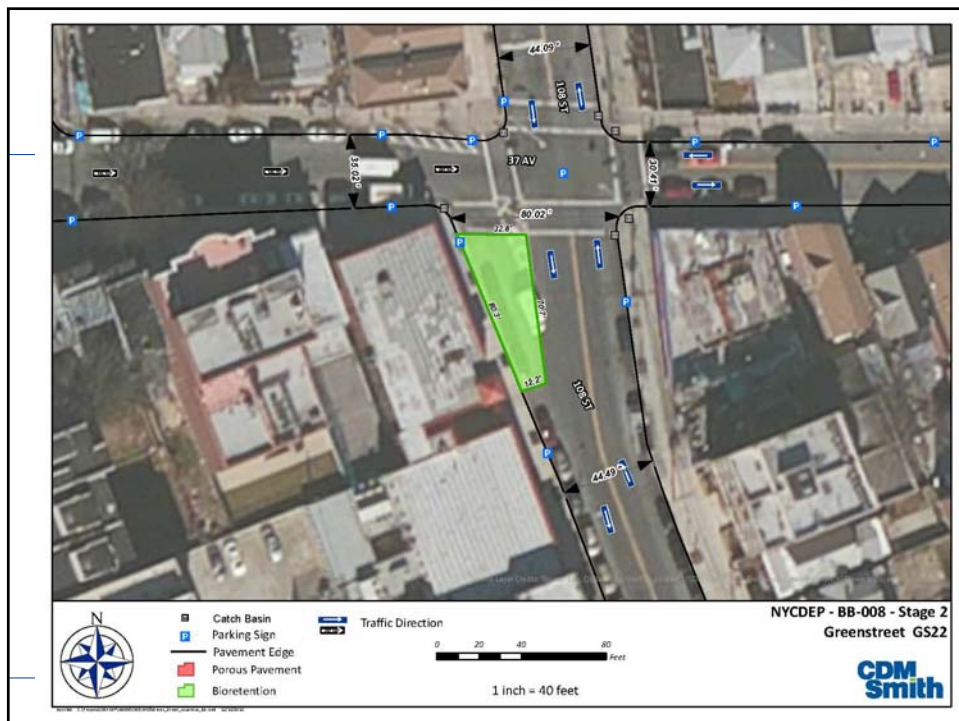 44.09 '
108 ST
37 AV
35.02 '
30.41 '
80.02 '
32.8'
80.3'
70.7'
12.2'
108 ST
44.49 '
N
Catch Basin
Parking Sign
Pavement Edge
Porous Pavement
Bioretention
Traffic Direction
0 20 40 80
Feet
1 inch = 40 feet
NYCDEP - BB-008 - Stage 2
Greenstreet GS22
CDM
Smith
P
P
P
P
P
P
P
P
P
P
P
P
P